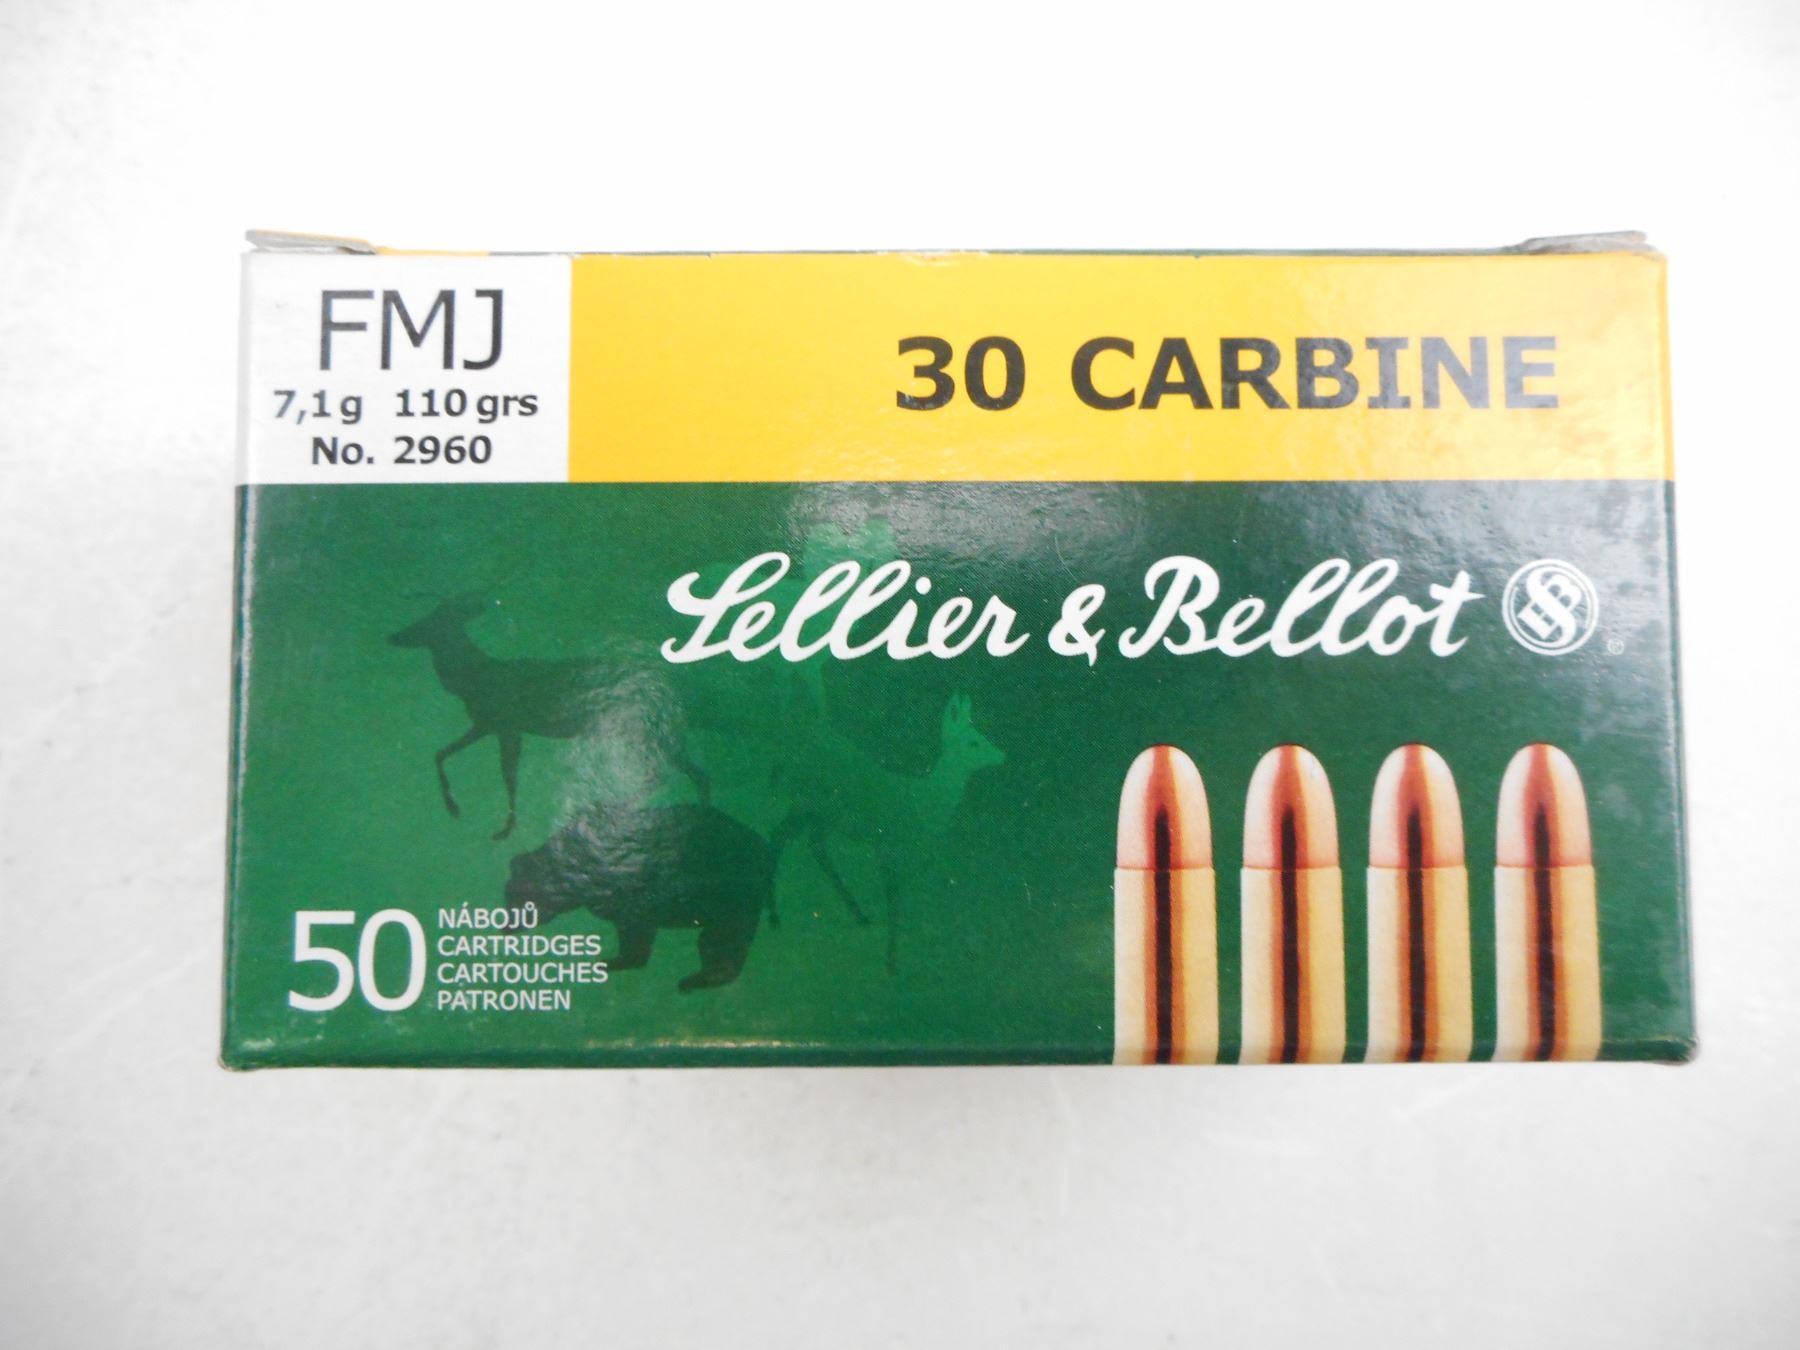 FMJ
7,1g 110 grs
No. 2960
30 CARBINE
Sellier & Bellot
S&B ®
50
NÁBOJŮ
CARTRIDGES
CARTOUCHES
PATRONEN